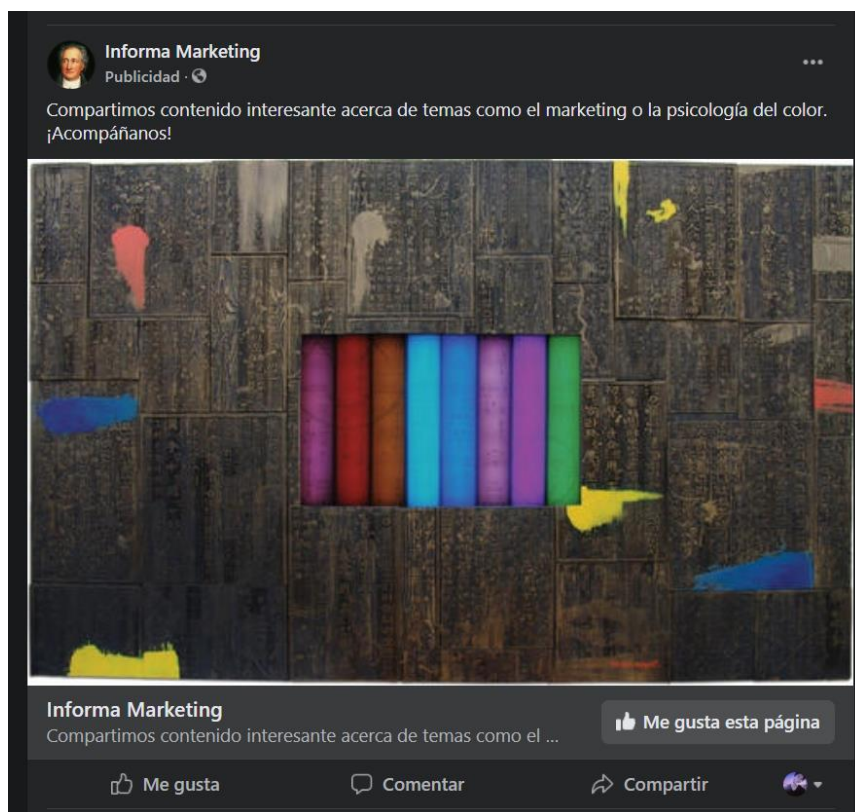 Informa Marketing
Publicidad ·
Compartimos contenido interesante acerca de temas como el marketing o la psicología del color.
¡Acompáñanos!
Informa Marketing
Compartimos contenido interesante acerca de temas como el ...
Me gusta esta página
Me gusta
Comentar
Compartir